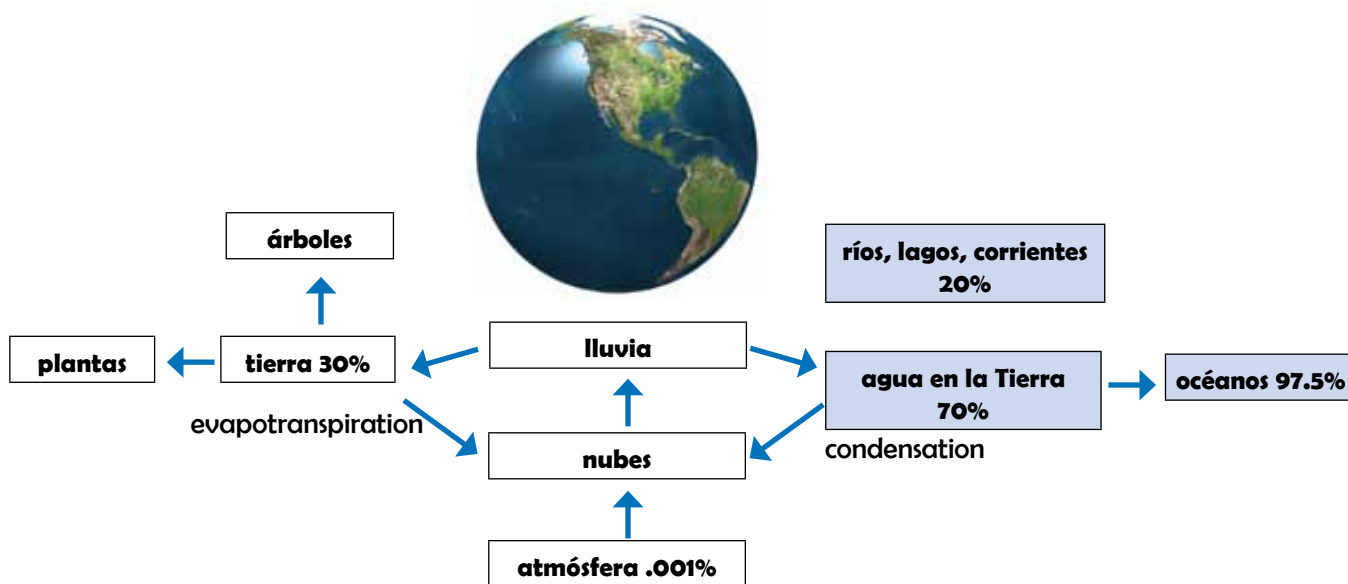 árboles
ríos, lagos, corrientes
20%
plantas
tierra 30%
lluvia
agua en la Tierra
70%
océanos 97.5%
evapotranspiration
nubes
condensation
atmósfera .001%